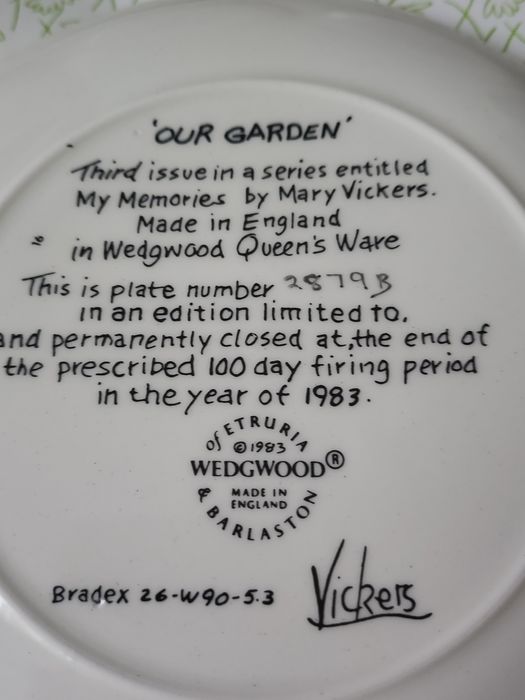 'OUR GARDEN'
Third issue in a series entitled
My Memories by Mary Vickers.
Made in England
in Wedgwood Queen's Ware
This is plate number 2879B
in an edition limited to,
and permanently closed at, the end of
the prescribed 100 day firing period
in the year of 1983.
of ETRURIA
©1983
WEDGWOOD®
MADE IN
ENGLAND
& BARLASTON
Bradex 26-W90-5.3
Vickers